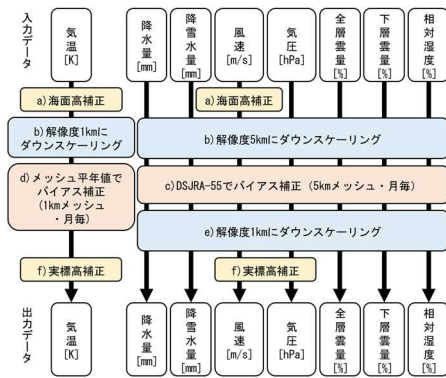 入力データ
気温
[K]
降水量
[mm]
降雪水量
[mm]
風速
[m/s]
気圧
[hPa]
全層雲量
[%]
下層雲量
[%]
相対湿度
[%]
a)海面高補正
a)海面高補正
b)解像度1kmに
ダウンスケーリング
b)解像度5kmにダウンスケーリング
d)メッシュ平年値で
バイアス補正
(1kmメッシュ
・月毎)
c)DSJRA-55でバイアス補正(5kmメッシュ・月毎)
e)解像度1kmにダウンスケーリング
f)実標高補正
f)実標高補正
出力データ
気温
[K]
降水量
[mm]
降雪水量
[mm]
風速
[m/s]
気圧
[hPa]
全層雲量
[%]
下層雲量
[%]
相対湿度
[%]